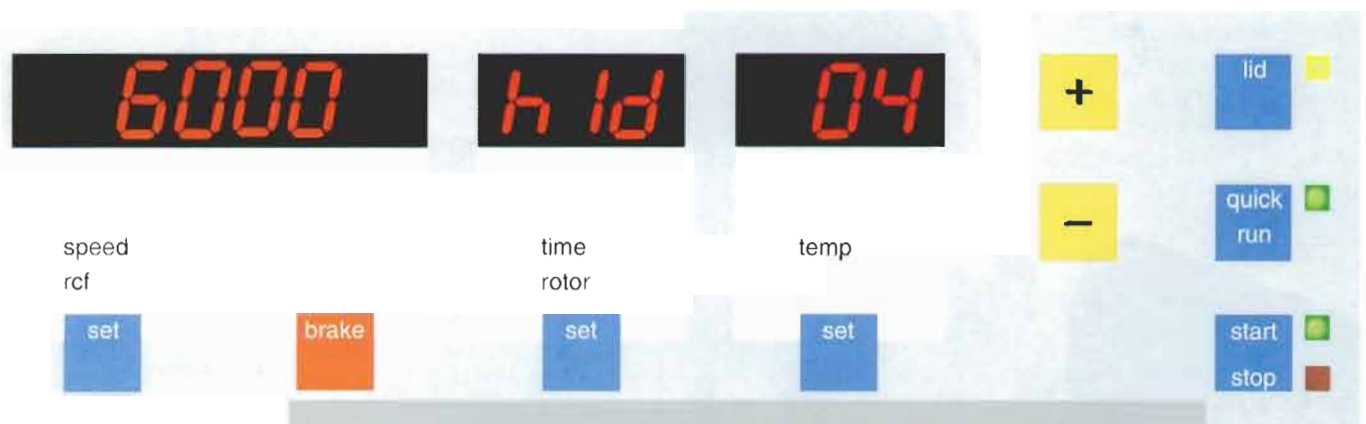 6000 h ld 04
+ lid
− quick run
speed time temp
rcf rotor
set brake set set start
stop